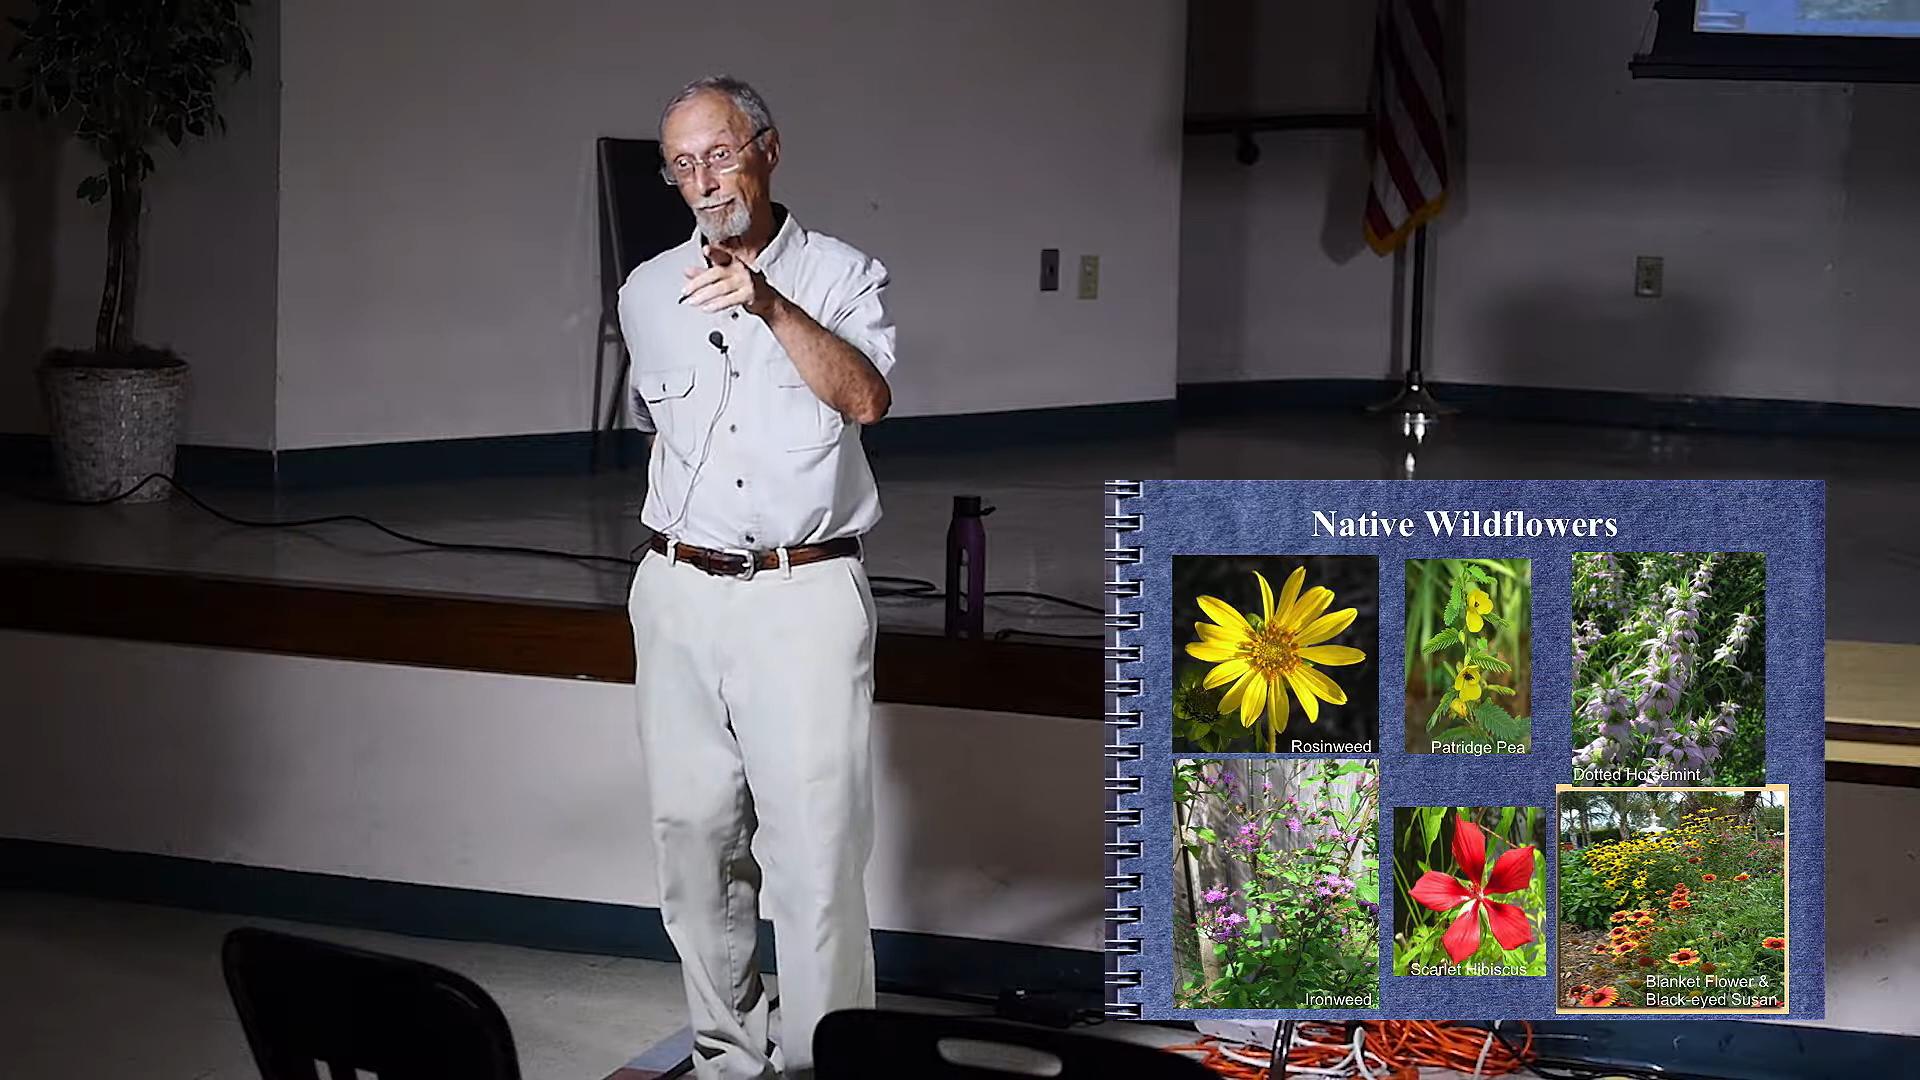 Native Wildflowers
Rosinweed
Patridge Pea
Dotted Horsemint
Ironweed
Scarlet Hibiscus
Blanket Flower &
Black-eyed Susan